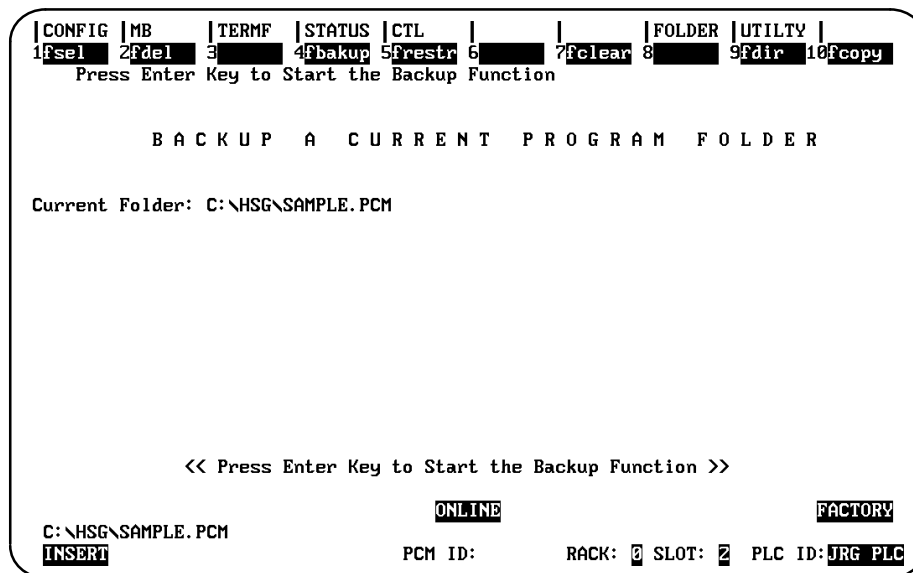 |CONFIG |MB |TERMF |STATUS |CTL | | |FOLDER |UTILTY |
1fsel 2fdel 3 4fbakup 5frestr 6 7fclear 8 9fdir 10fcopy
Press Enter Key to Start the Backup Function
B A C K U P A C U R R E N T P R O G R A M F O L D E R
Current Folder: C:\HSG\SAMPLE.PCM
<< Press Enter Key to Start the Backup Function >>
ONLINE FACTORY
C:\HSG\SAMPLE.PCM
INSERT PCM ID: RACK: 0 SLOT: 2 PLC ID: JRG PLC